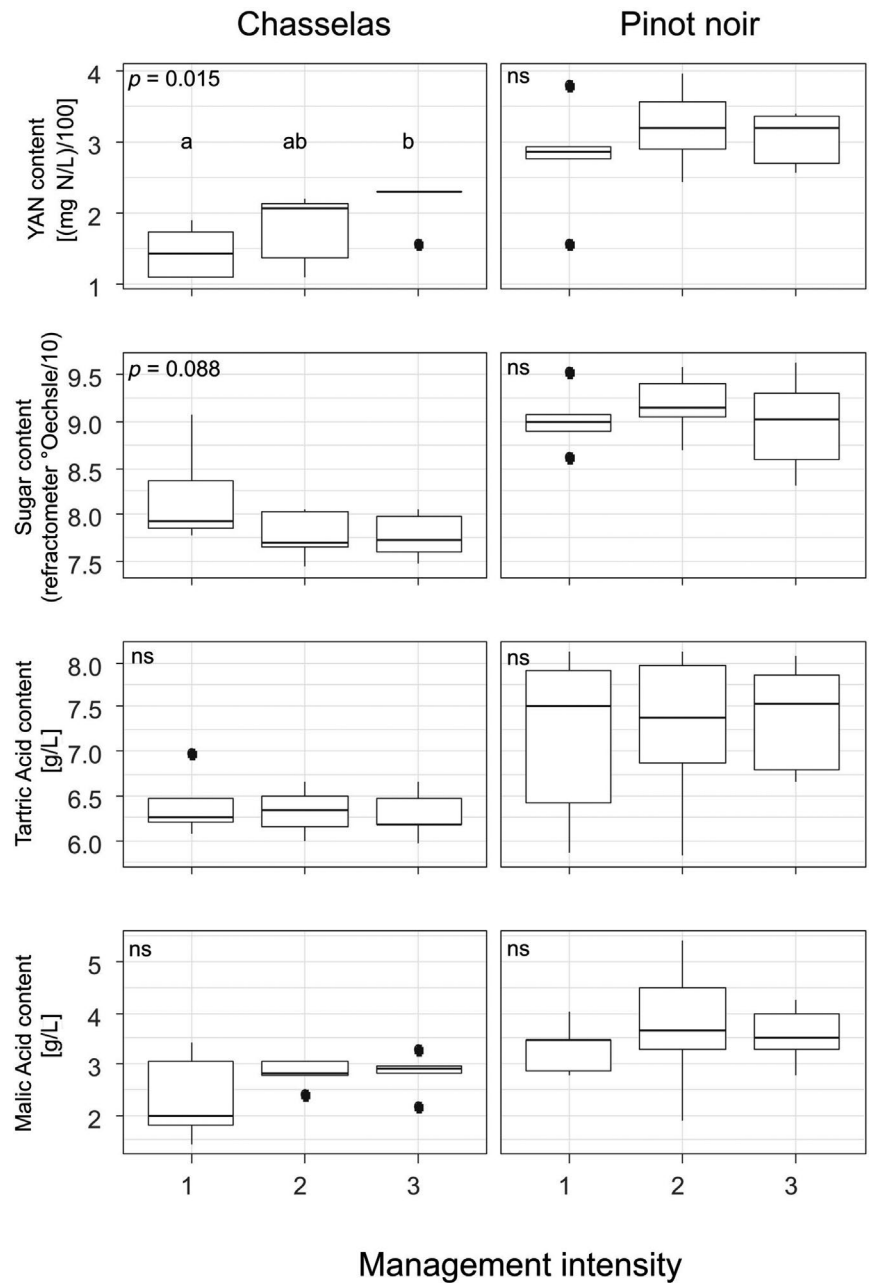 Chasselas
Pinot noir
YAN content
[(mg N/L)/100]
4
3
2
1
p = 0.015
a
ab
b
ns
Sugar content
(refractometer °Oechsle/10)
9.5
9.0
8.5
8.0
7.5
p = 0.088
ns
Tartric Acid content
[g/L]
8.0
7.5
7.0
6.5
6.0
ns
ns
Malic Acid content
[g/L]
5
4
3
2
ns
ns
1
2
3
1
2
3
Management intensity